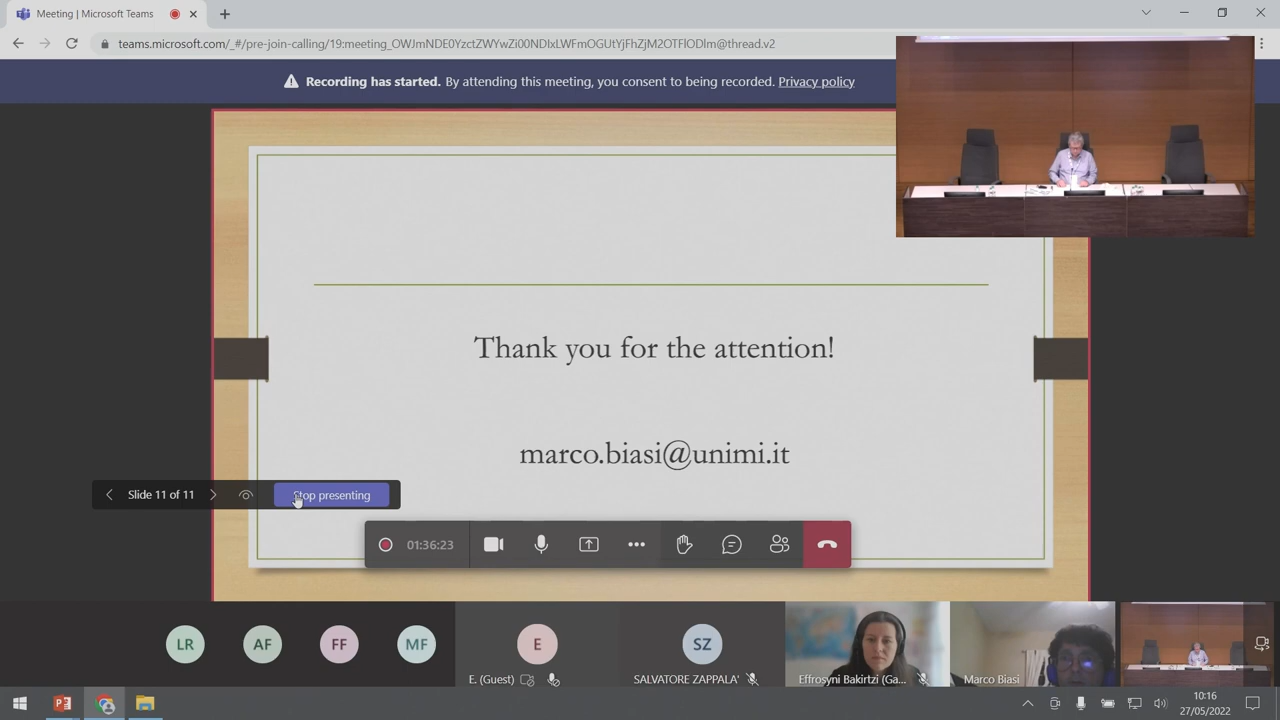 Meeting | Microsoft Teams
teams.microsoft.com/_#/pre-join-calling/19:meeting_OWJmNDE0YzctZWYwZi00NDIxLWFmOGUtYjFhZjM2OTFlODlm@thread.v2
Recording has started. By attending this meeting, you consent to being recorded. Privacy policy
Thank you for the attention!
marco.biasi@unimi.it
Slide 11 of 11
Stop presenting
01:36:23
LR
AF
FF
MF
E
SZ
E. (Guest)
SALVATORE ZAPPALA'
Effrosyni Bakirtzi (Ga...
Marco Biasi
10:16
27/05/2022